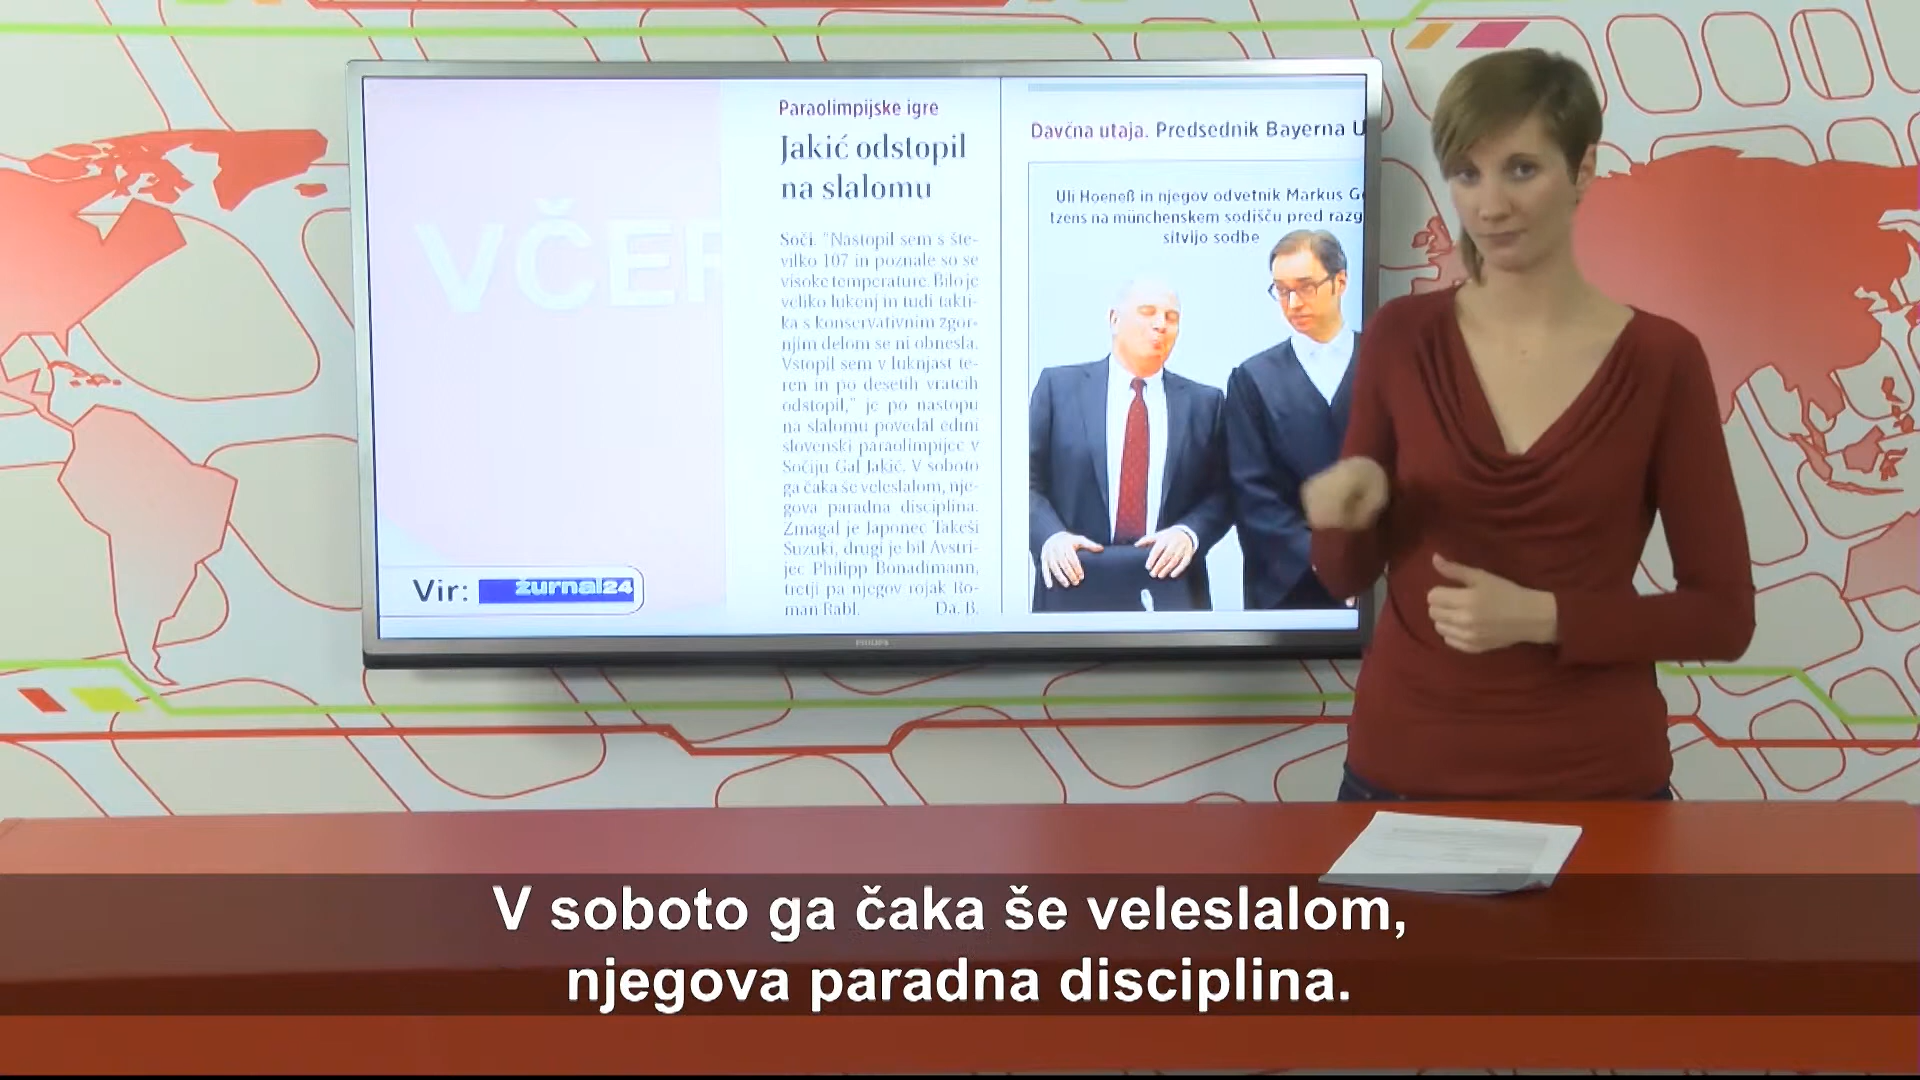 VČER
Vir: žurnal24
Paraolimpijske igre
Jakić odstopil
na slalomu
Soči. "Nastopil sem s šte-
vilko 107 in poznale so se
visoke temperature. Bilo je
veliko lukenj in tudi takti-
ka s konservativnim zgor-
njim delom se ni obnesla.
Vstopil sem v luknjast te-
ren in po desetih vratcih
odstopil," je po nastopu
na slalomu povedal edini
slovenski paraolimpijec v
Sočiju Gal Jakić. V soboto
ga čaka še veleslalom, nje-
gova paradna disciplina.
Zmagal je Japonec Takeši
Suzuki, drugi je bil Avstri-
jec Philipp Bonadimann,
tretji pa njegov rojak Ro-
man Rabl. Da. B.
Davčna utaja. Predsednik Bayerna U
Uli Hoeneß in njegov odvetnik Markus Go
tzens na münchenskem sodišču pred razg
sitvijo sodbe
PHILIPS
V soboto ga čaka še veleslalom,
njegova paradna disciplina.